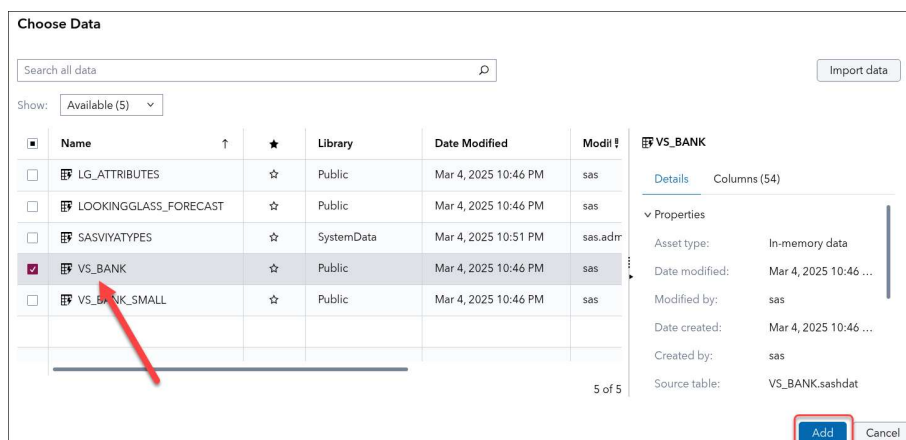 Choose Data
Search all data
Import data
Show: Available (5)
Name ↑ ★ Library Date Modified Modif
LG_ATTRIBUTES ☆ Public Mar 4, 2025 10:46 PM sas
LOOKINGGLASS_FORECAST ☆ Public Mar 4, 2025 10:46 PM sas
SASVIYATYPES ☆ SystemData Mar 4, 2025 10:51 PM sas.adm
VS_BANK ☆ Public Mar 4, 2025 10:46 PM sas
VS_BANK_SMALL ☆ Public Mar 4, 2025 10:46 PM sas
5 of 5
VS_BANK
Details Columns (54)
Properties
Asset type: In-memory data
Date modified: Mar 4, 2025 10:46 ...
Modified by: sas
Date created: Mar 4, 2025 10:46 ...
Created by: sas
Source table: VS_BANK.sashdat
Add Cancel